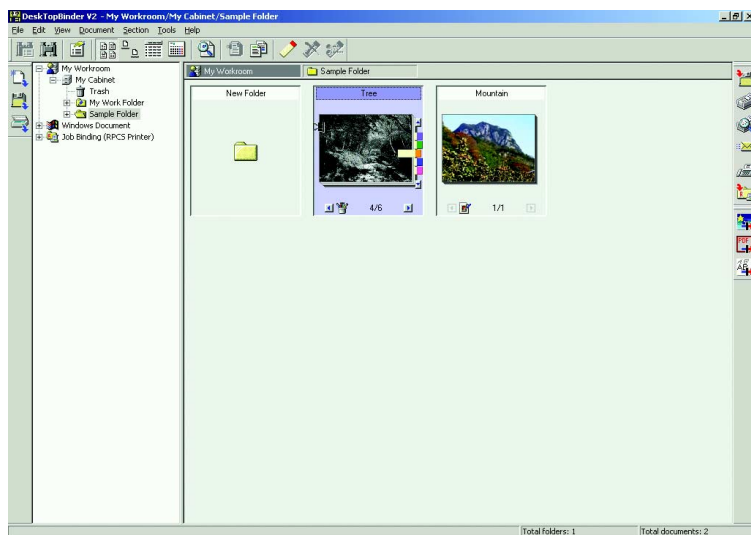 DeskTopBinder V2 - My Workroom/My Cabinet/Sample Folder
File Edit View Document Section Tools Help
My Workroom
My Cabinet
Trash
My Work Folder
Sample Folder
Windows Document
Job Binding (RPCS Printer)
My Workroom Sample Folder
New Folder Tree Mountain
4/6 1/1
PDF
Total folders: 1 Total documents: 2